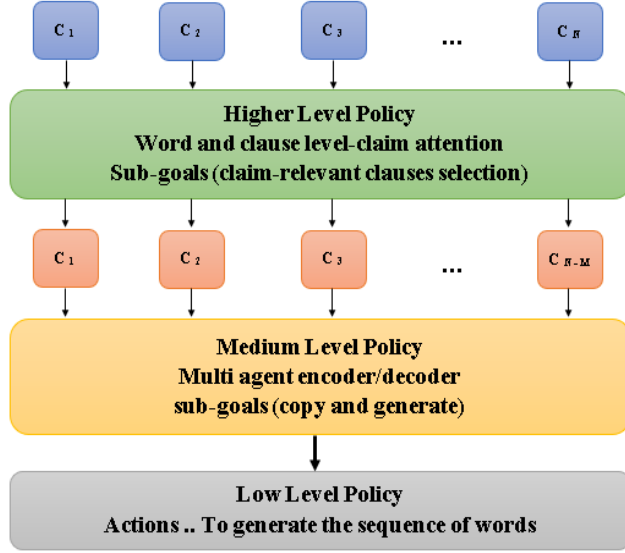 C 1 C 2 C 3 ... C N
Higher Level Policy
Word and clause level-claim attention
Sub-goals (claim-relevant clauses selection)
C 1 C 2 C 3 ... C N-M
Medium Level Policy
Multi agent encoder/decoder
sub-goals (copy and generate)
Low Level Policy
Actions .. To generate the sequence of words